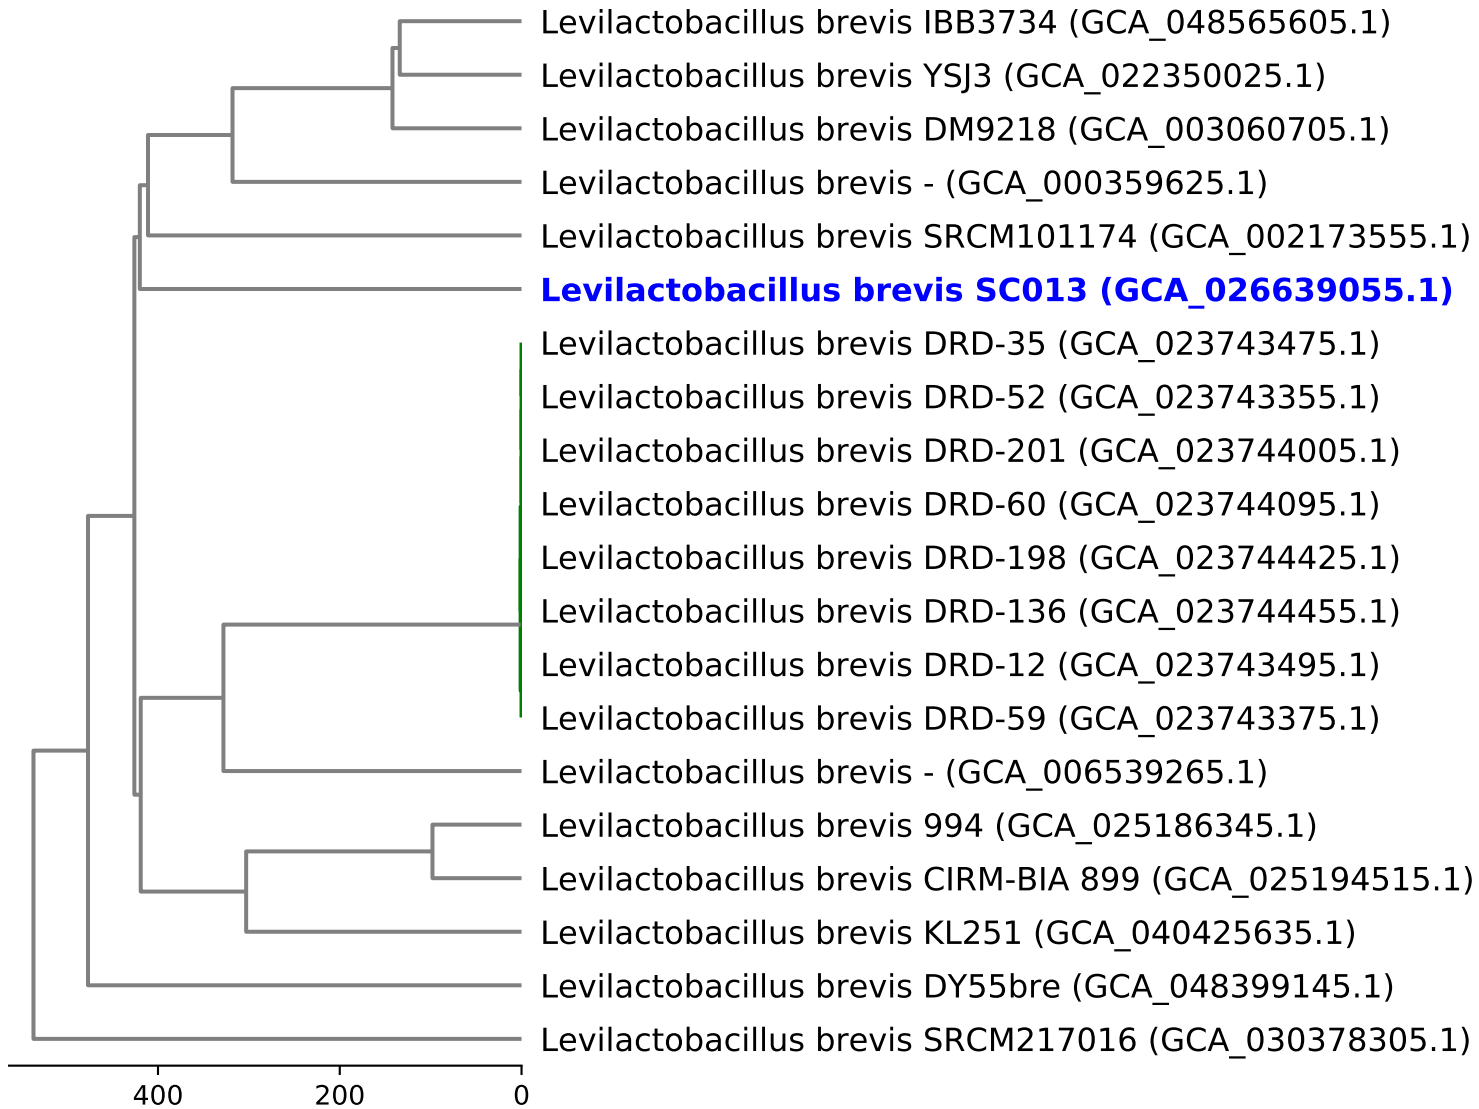 Levilactobacillus brevis IBB3734 (GCA_048565605.1)
Levilactobacillus brevis YSJ3 (GCA_022350025.1)
Levilactobacillus brevis DM9218 (GCA_003060705.1)
Levilactobacillus brevis - (GCA_000359625.1)
Levilactobacillus brevis SRCM101174 (GCA_002173555.1)
Levilactobacillus brevis SC013 (GCA_026639055.1)
Levilactobacillus brevis DRD-35 (GCA_023743475.1)
Levilactobacillus brevis DRD-52 (GCA_023743355.1)
Levilactobacillus brevis DRD-201 (GCA_023744005.1)
Levilactobacillus brevis DRD-60 (GCA_023744095.1)
Levilactobacillus brevis DRD-198 (GCA_023744425.1)
Levilactobacillus brevis DRD-136 (GCA_023744455.1)
Levilactobacillus brevis DRD-12 (GCA_023743495.1)
Levilactobacillus brevis DRD-59 (GCA_023743375.1)
Levilactobacillus brevis - (GCA_006539265.1)
Levilactobacillus brevis 994 (GCA_025186345.1)
Levilactobacillus brevis CIRM-BIA 899 (GCA_025194515.1)
Levilactobacillus brevis KL251 (GCA_040425635.1)
Levilactobacillus brevis DY55bre (GCA_048399145.1)
Levilactobacillus brevis SRCM217016 (GCA_030378305.1)
400 200 0